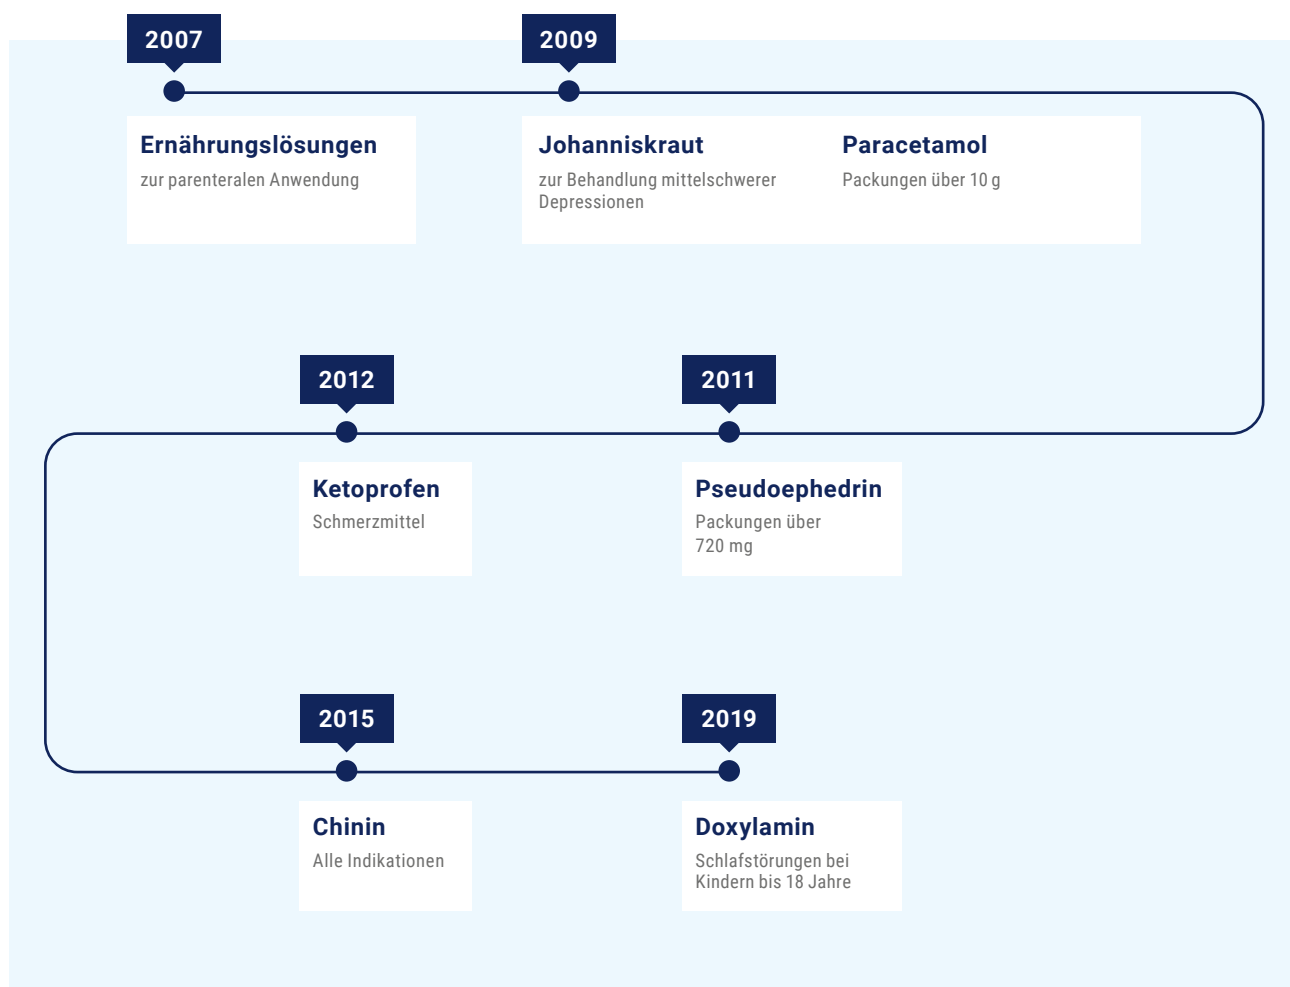 2007
Ernährungslösungen
zur parenteralen Anwendung
2009
Johanniskraut
zur Behandlung mittelschwerer
Depressionen
Paracetamol
Packungen über 10 g
2011
Pseudoephedrin
Packungen über
720 mg
2012
Ketoprofen
Schmerzmittel
2015
Chinin
Alle Indikationen
2019
Doxylamin
Schlafstörungen bei
Kindern bis 18 Jahre